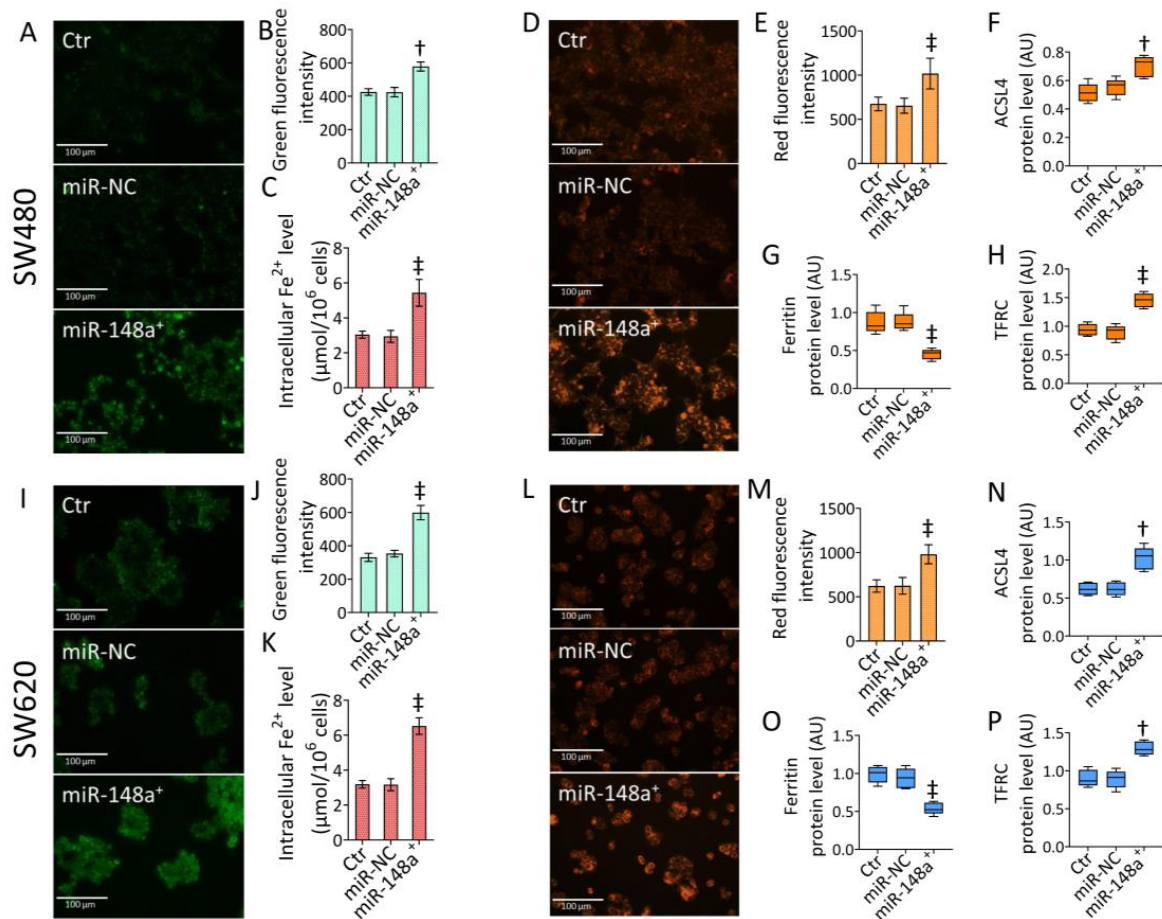 SW480
A
Ctr
100 µm
miR-NC
100 µm
miR-148a+
100 µm
B
Green fluorescence
intensity
800
600
400
200
0
†
Ctr
miR-NC
miR-148a+
C
Intracellular Fe2+ level
(µmol/10^6 cells)
8
6
4
2
0
‡
Ctr
miR-NC
miR-148a+
D
Ctr
100 µm
miR-NC
100 µm
miR-148a+
100 µm
E
Red fluorescence
intensity
1500
1000
500
0
‡
Ctr
miR-NC
miR-148a+
F
ACSL4
protein level (AU)
0.8
0.6
0.4
0.2
0.0
†
Ctr
miR-NC
miR-148a+
G
Ferritin
protein level (AU)
1.5
1.0
0.5
0.0
‡
Ctr
miR-NC
miR-148a+
H
TFRC
protein level (AU)
2.0
1.5
1.0
0.5
0.0
‡
Ctr
miR-NC
miR-148a+
SW620
I
Ctr
100 µm
miR-NC
100 µm
miR-148a+
100 µm
J
Green fluorescence
intensity
800
600
400
200
0
‡
Ctr
miR-NC
miR-148a+
K
Intracellular Fe2+ level
(µmol/10^6 cells)
8
6
4
2
0
‡
Ctr
miR-NC
miR-148a+
L
Ctr
100 µm
miR-NC
100 µm
miR-148a+
100 µm
M
Red fluorescence
intensity
1500
1000
500
0
‡
Ctr
miR-NC
miR-148a+
N
ACSL4
protein level (AU)
1.5
1.0
0.5
0.0
†
Ctr
miR-NC
miR-148a+
O
Ferritin
protein level (AU)
1.5
1.0
0.5
0.0
‡
Ctr
miR-NC
miR-148a+
P
TFRC
protein level (AU)
2.0
1.5
1.0
0.5
0.0
†
Ctr
miR-NC
miR-148a+